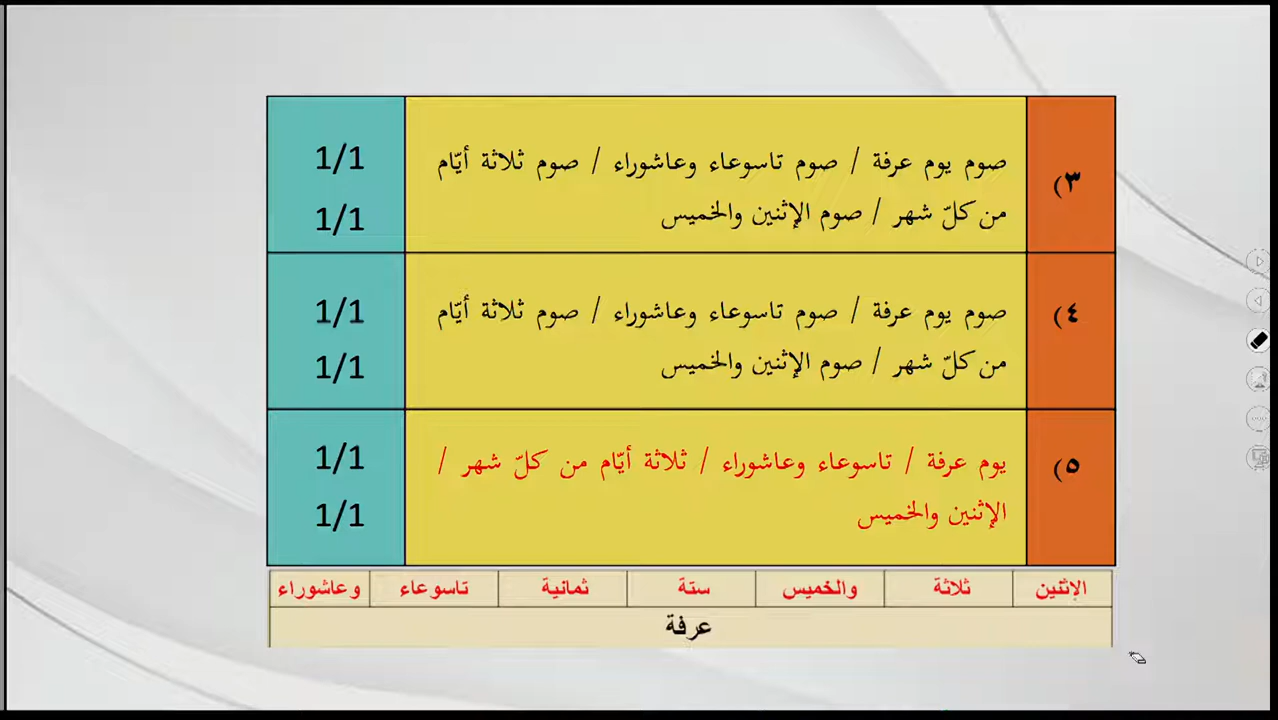 ٣)
صوم يوم عرفة / صوم تاسوعاء وعاشوراء / صوم ثلاثة أيّام
من كلّ شهر / صوم الإثنين والخميس
1/1
1/1
٤)
صوم يوم عرفة / صوم تاسوعاء وعاشوراء / صوم ثلاثة أيّام
من كلّ شهر / صوم الإثنين والخميس
1/1
1/1
٥)
يوم عرفة / تاسوعاء وعاشوراء / ثلاثة أيّام من كلّ شهر /
الإثنين والخميس
1/1
1/1
الإثنين ثلاثة والخميس ستة ثمانية تاسوعاء وعاشوراء
عرفة